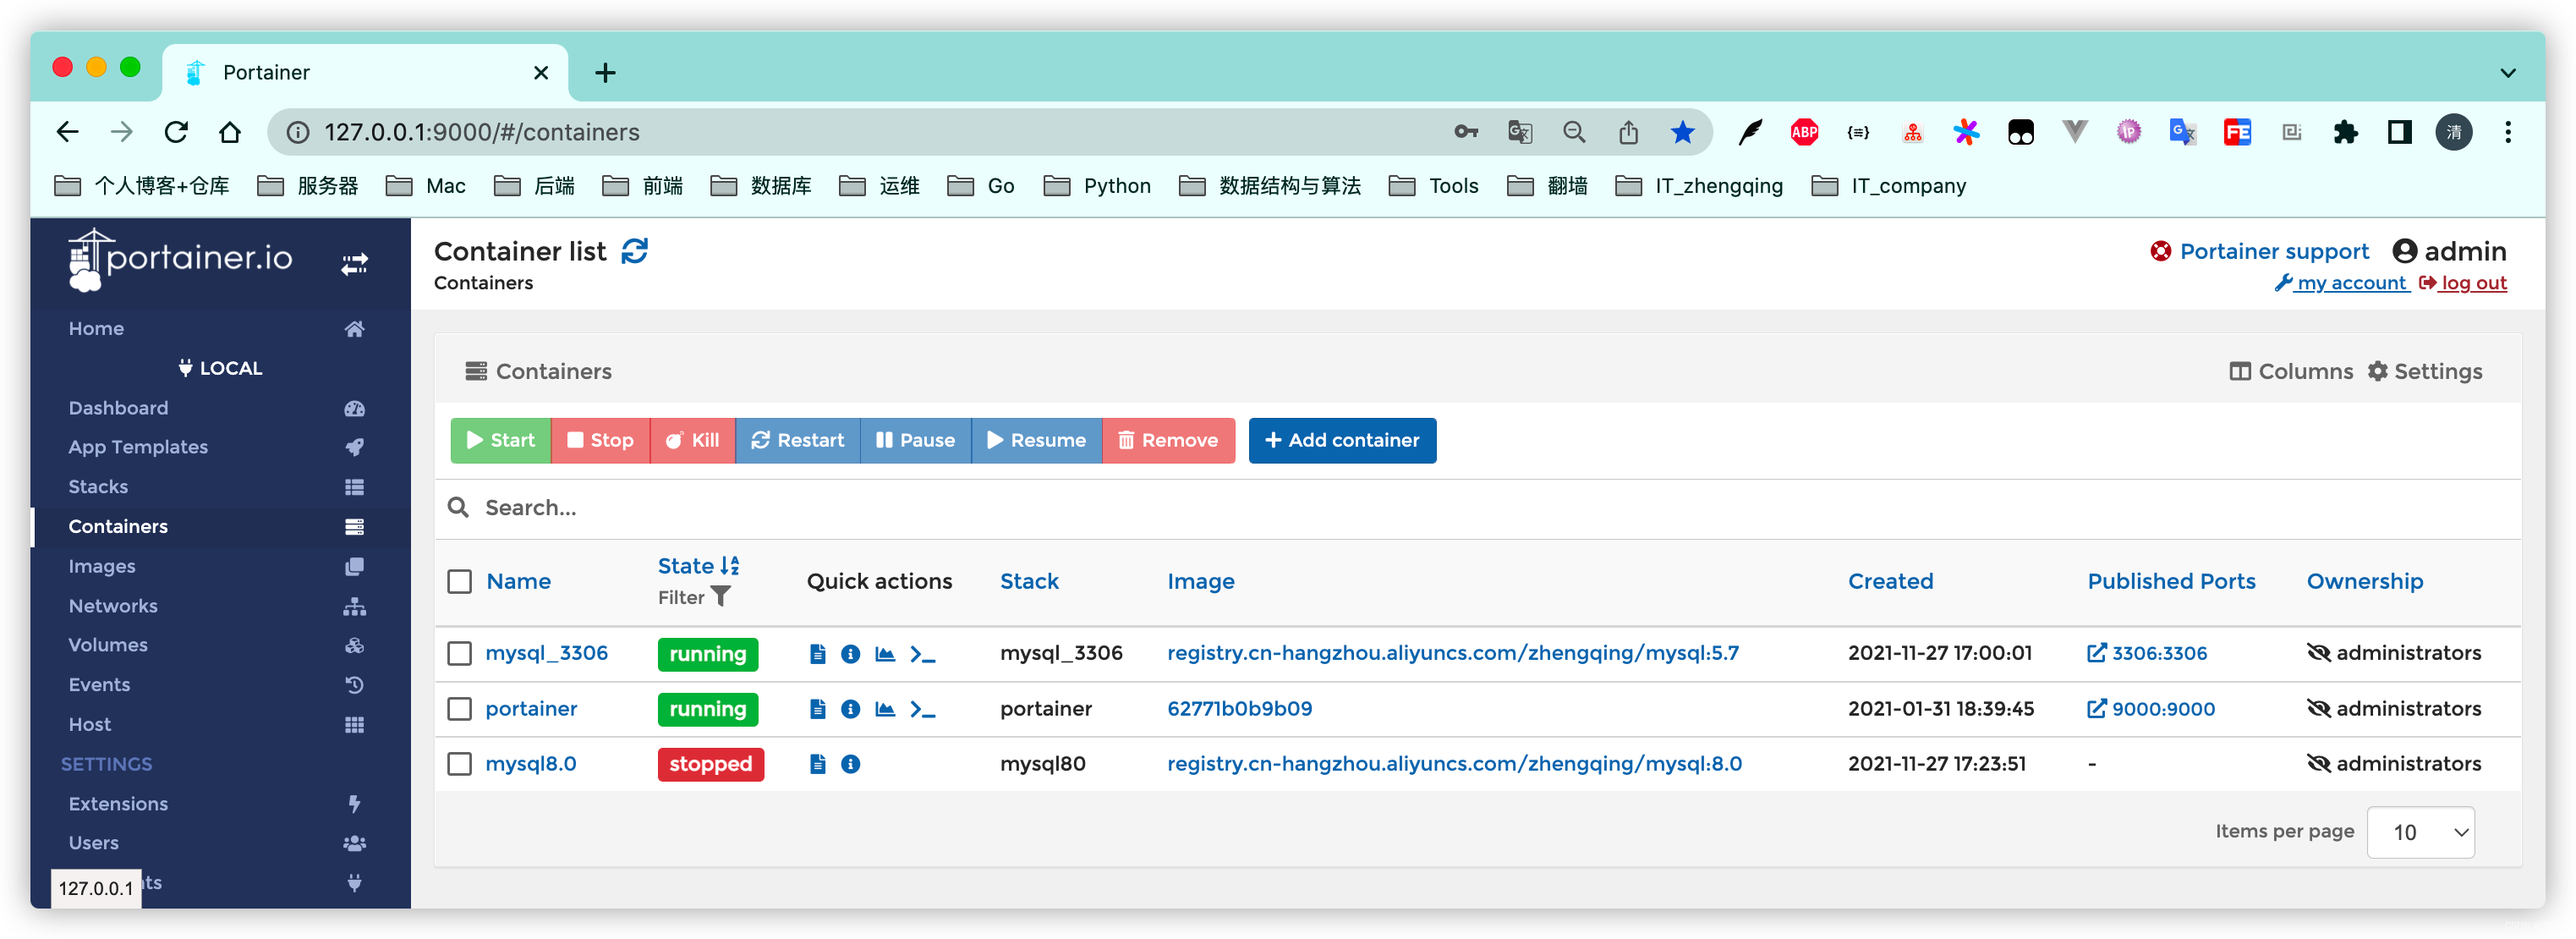 Portainer
127.0.0.1:9000/#/containers
个人博客+仓库 服务器 Mac 后端 前端 数据库 运维 Go Python 数据结构与算法 Tools 翻墙 IT_zhengqing IT_company
portainer.io
Home
LOCAL
Dashboard
App Templates
Stacks
Containers
Images
Networks
Volumes
Events
Host
SETTINGS
Extensions
Users
127.0.0.1
Container list
Containers
Portainer support admin
my account log out
Containers Columns Settings
Start Stop Kill Restart Pause Resume Remove Add container
Search...
Name State Filter Quick actions Stack Image Created Published Ports Ownership
mysql_3306 running mysql_3306 registry.cn-hangzhou.aliyuncs.com/zhengqing/mysql:5.7 2021-11-27 17:00:01 3306:3306 administrators
portainer running portainer 62771b0b9b09 2021-01-31 18:39:45 9000:9000 administrators
mysql8.0 stopped mysql80 registry.cn-hangzhou.aliyuncs.com/zhengqing/mysql:8.0 2021-11-27 17:23:51 - administrators
Items per page 10
ABP
IP
FE
清